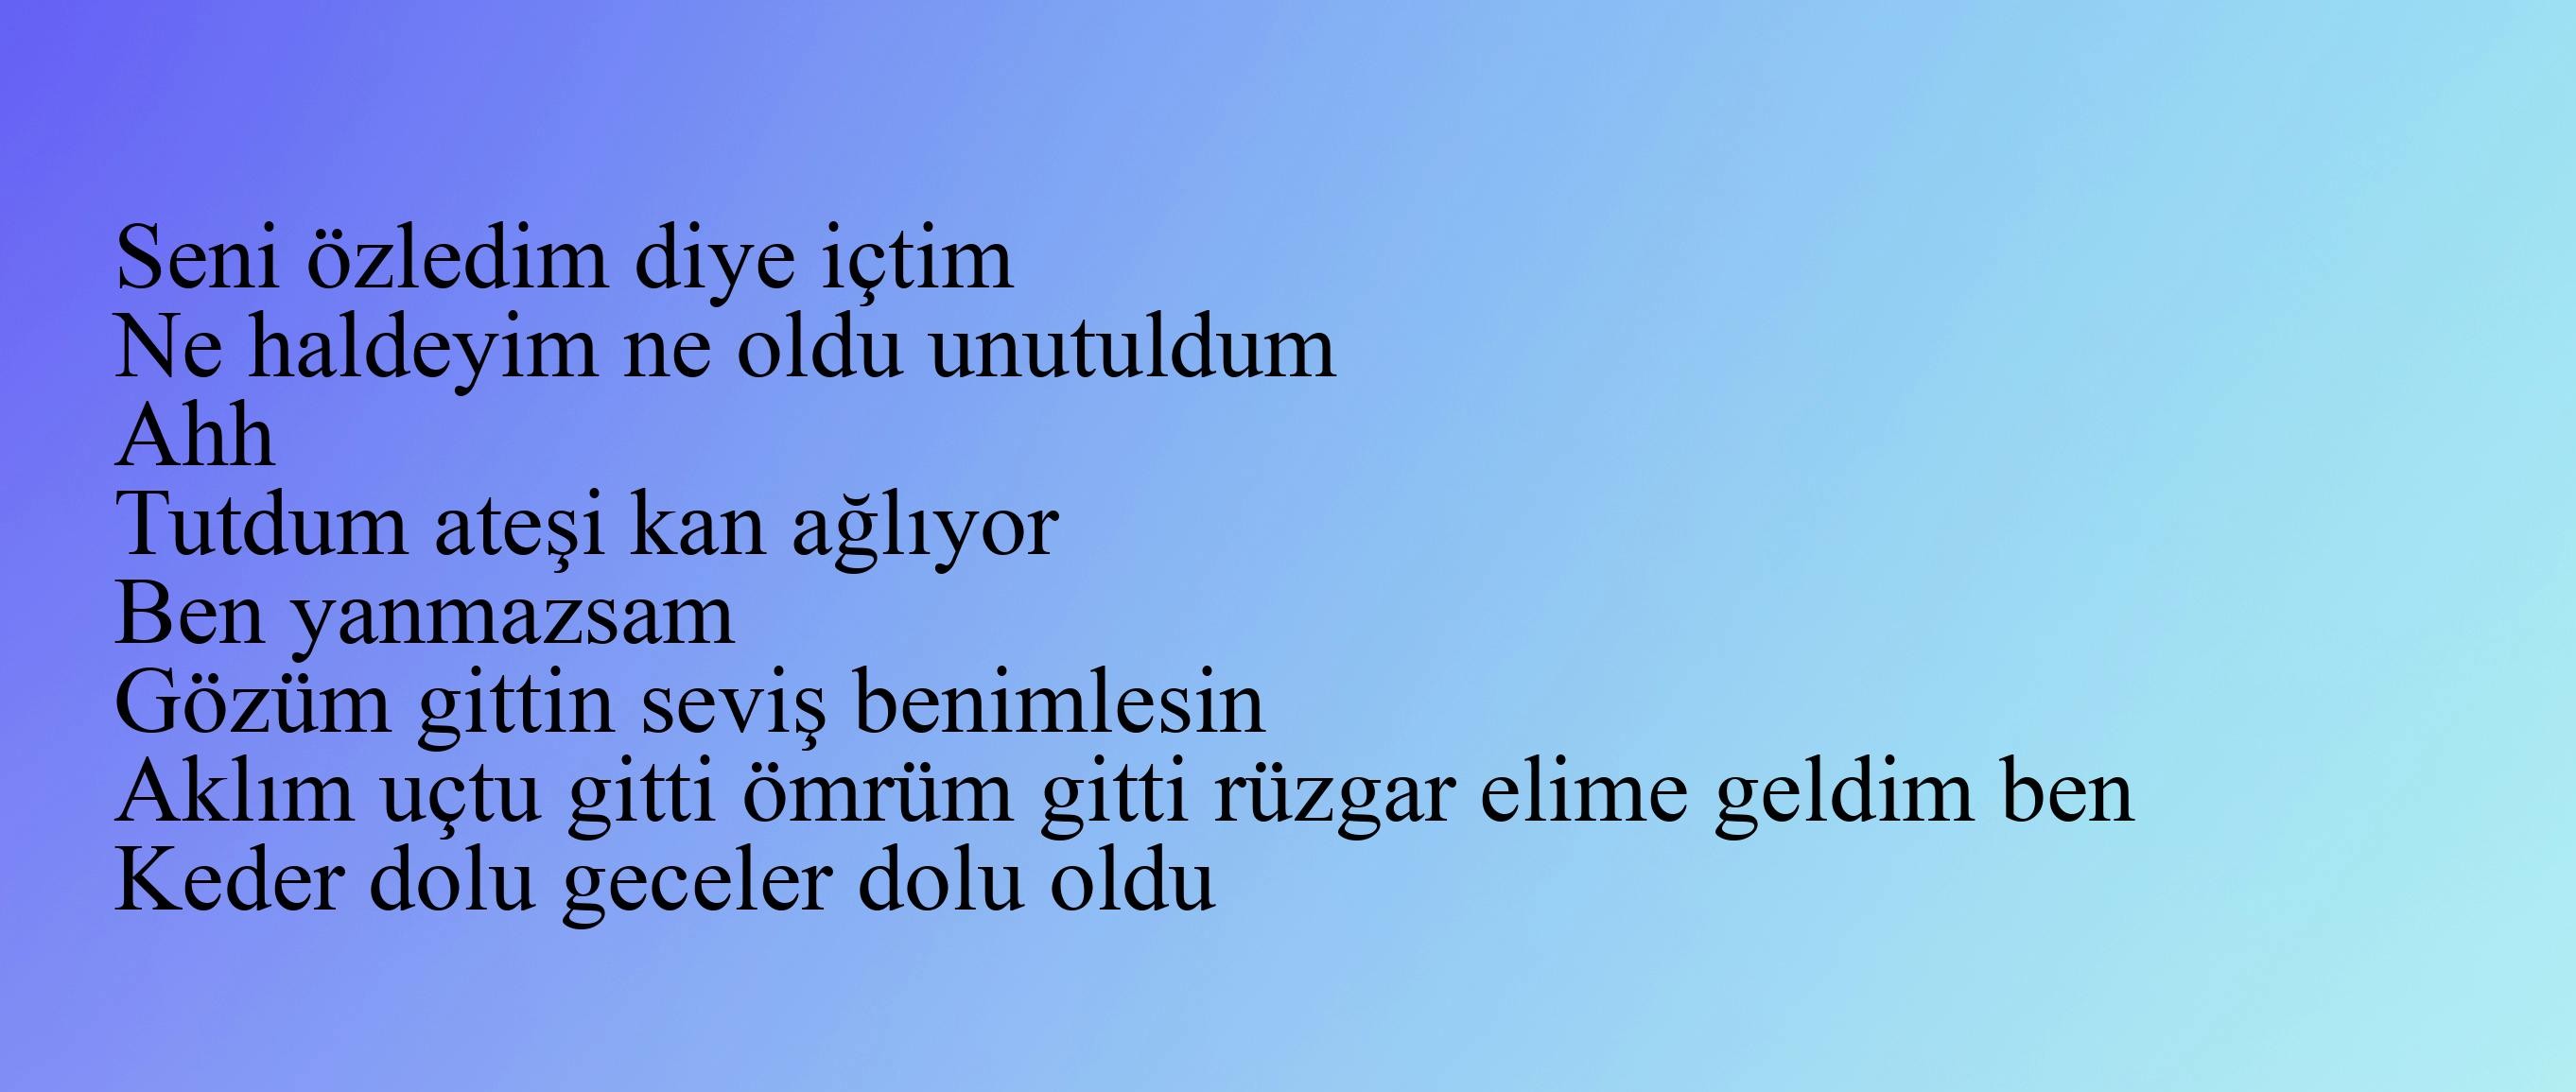 Seni özledim diye içtim
Ne haldeyim ne oldu unutuldum
Ahh
Tutdum ateşi kan ağlıyor
Ben yanmazsam
Gözüm gittin seviş benimlesin
Aklım uçtu gitti ömrüm gitti rüzgar elime geldim ben
Keder dolu geceler dolu oldu